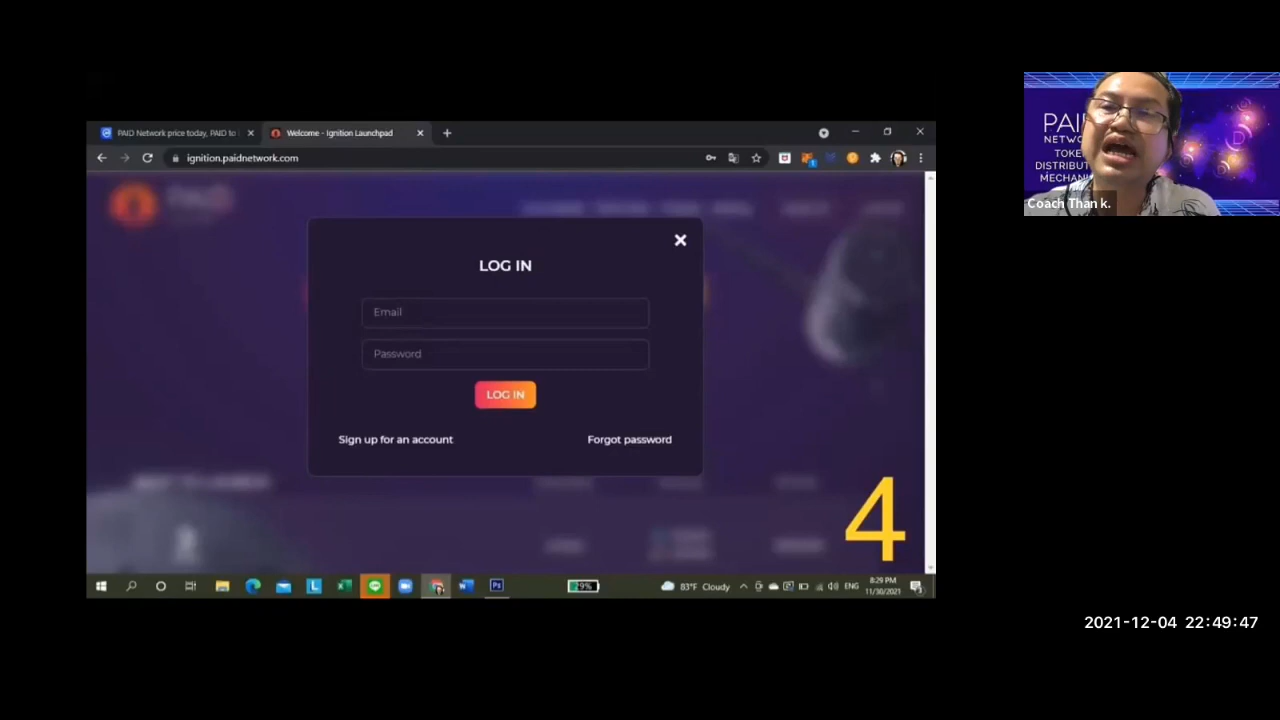 PAID Network price today, PAID to
Welcome - Ignition Launchpad
ignition.paidnetwork.com
LOG IN
Email
Password
LOG IN
Sign up for an account
Forgot password
4
29%
83°F Cloudy
ENG
8:29 PM
11/30/2021
PAI
NETWO
TOKE
DISTRIBUT
MECHANI
Coach Than k.
2021-12-04 22:49:47